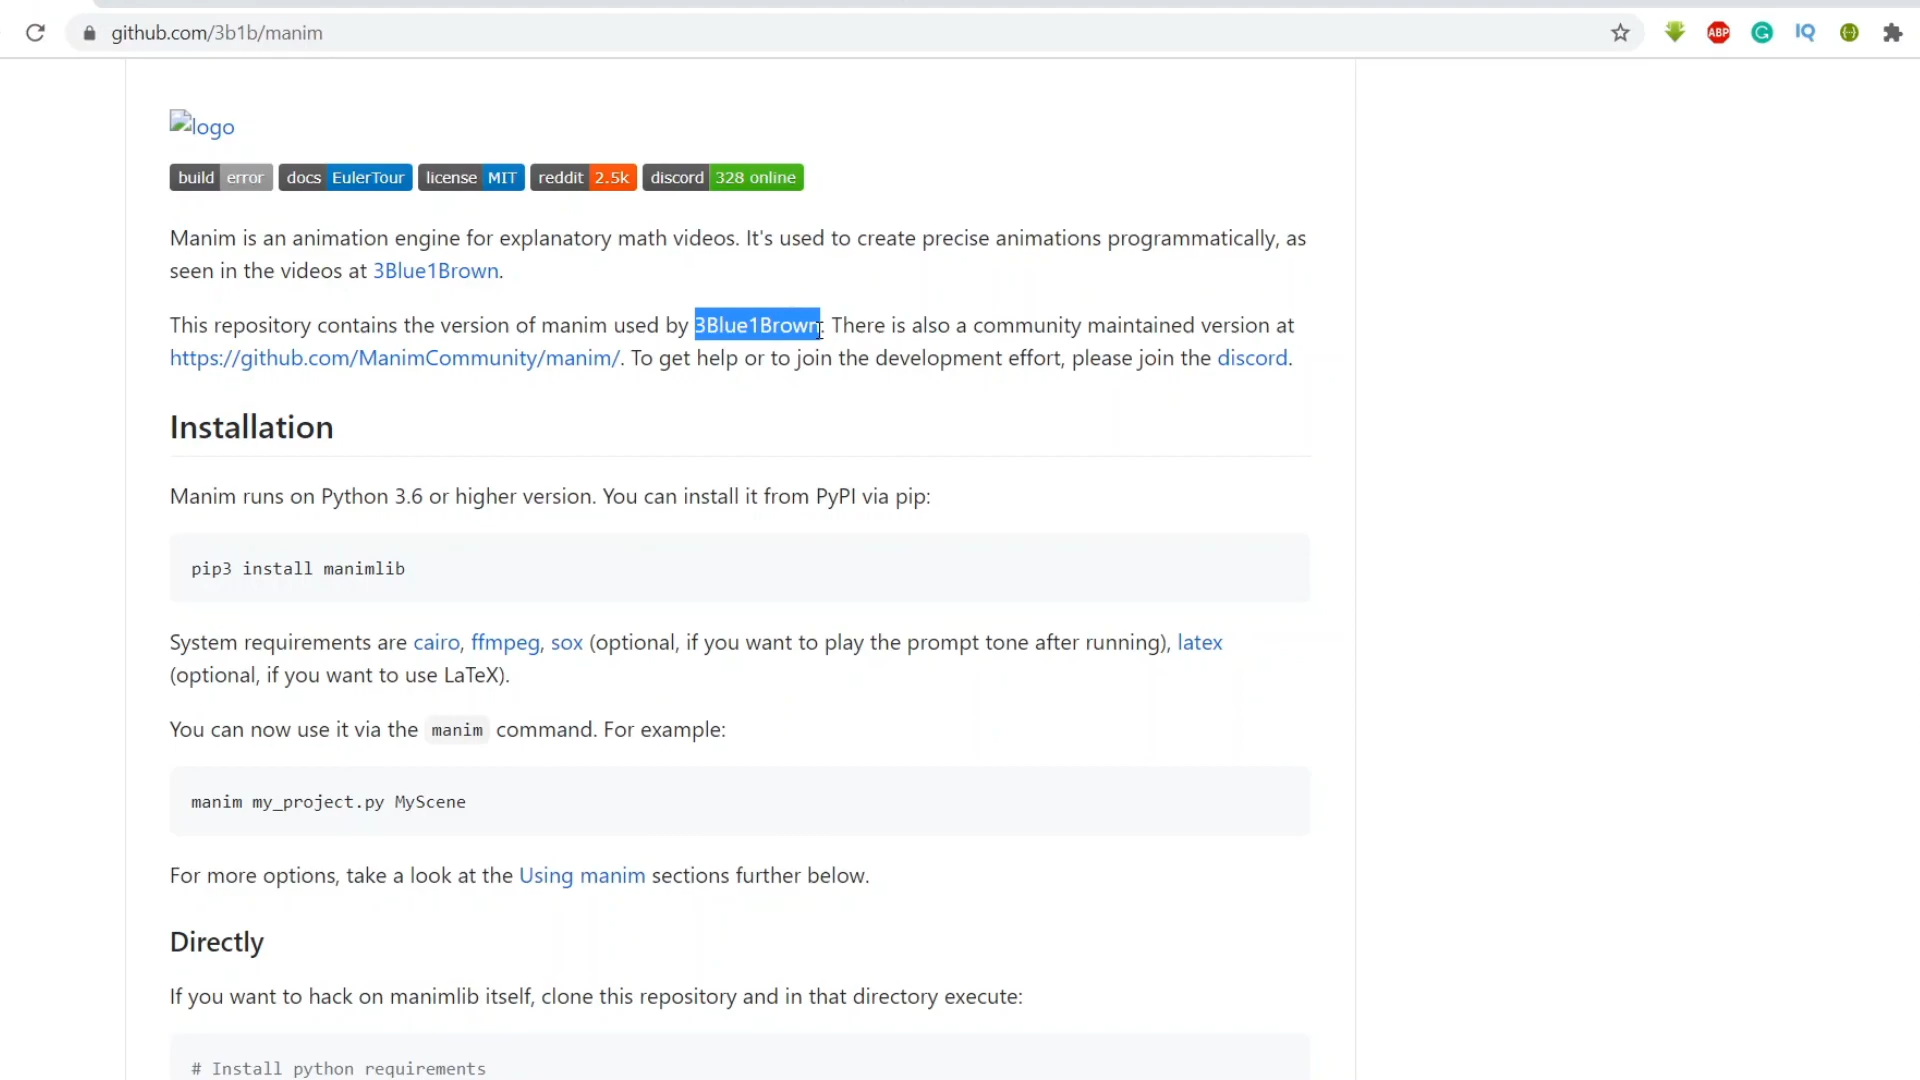 github.com/3b1b/manim
ABP
G
IQ
logo
build error docs EulerTour license MIT reddit 2.5k discord 328 online
Manim is an animation engine for explanatory math videos. It's used to create precise animations programmatically, as
seen in the videos at 3Blue1Brown.
This repository contains the version of manim used by 3Blue1Brown. There is also a community maintained version at
https://github.com/ManimCommunity/manim/. To get help or to join the development effort, please join the discord.
Installation
Manim runs on Python 3.6 or higher version. You can install it from PyPI via pip:
pip3 install manimlib
System requirements are cairo, ffmpeg, sox (optional, if you want to play the prompt tone after running), latex
(optional, if you want to use LaTeX).
You can now use it via the manim command. For example:
manim my_project.py MyScene
For more options, take a look at the Using manim sections further below.
Directly
If you want to hack on manimlib itself, clone this repository and in that directory execute:
# Install python requirements